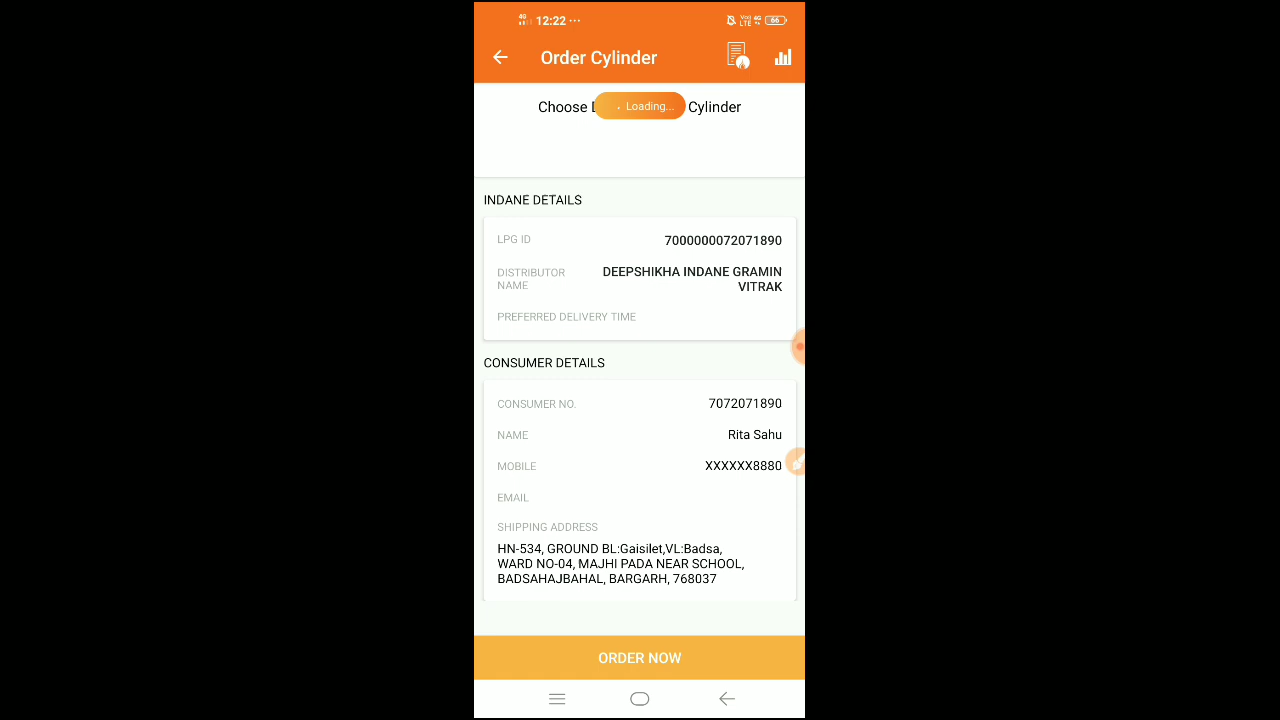 12:22 ...
66
Order Cylinder
Choose
Loading...
Cylinder
INDANE DETAILS
LPG ID
7000000072071890
DISTRIBUTOR NAME
DEEPSHIKHA INDANE GRAMIN VITRAK
PREFERRED DELIVERY TIME
CONSUMER DETAILS
CONSUMER NO.
7072071890
NAME
Rita Sahu
MOBILE
XXXXXX8880
EMAIL
SHIPPING ADDRESS
HN-534, GROUND BL:Gaisilet,VL:Badsa,
WARD NO-04, MAJHI PADA NEAR SCHOOL,
BADSAHAJBAHAL, BARGARH, 768037
ORDER NOW